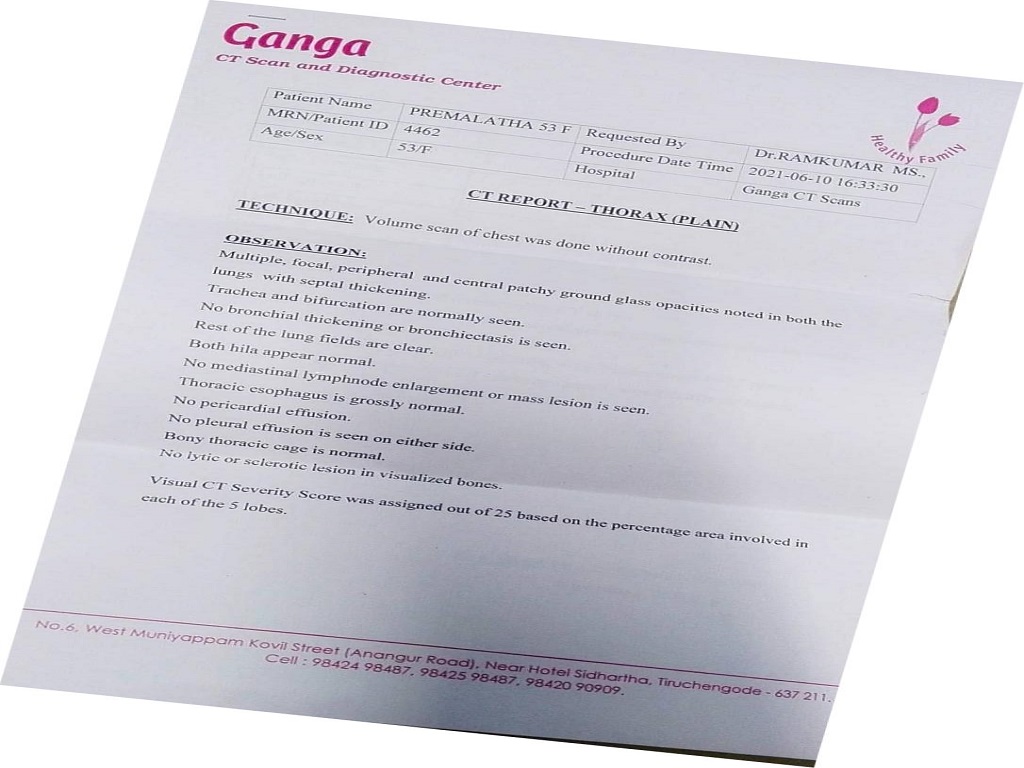 Ganga
CT Scan and Diagnostic Center
Healthy Family
Patient Name PREMALATHA 53 F Requested By Dr.RAMKUMAR MS.,
MRN/Patient ID 4462 Procedure Date Time 2021-06-10 16:33:30
Age/Sex 53/F Hospital Ganga CT Scans
CT REPORT – THORAX (PLAIN)
TECHNIQUE: Volume scan of chest was done without contrast.
OBSERVATION:
Multiple, focal, peripheral and central patchy ground glass opacities noted in both the
lungs with septal thickening.
Trachea and bifurcation are normally seen.
No bronchial thickening or bronchiectasis is seen.
Rest of the lung fields are clear.
Both hila appear normal.
No mediastinal lymphnode enlargement or mass lesion is seen.
Thoracic esophagus is grossly normal.
No pericardial effusion.
No pleural effusion is seen on either side.
Bony thoracic cage is normal.
No lytic or sclerotic lesion in visualized bones.
Visual CT Severity Score was assigned out of 25 based on the percentage area involved in
each of the 5 lobes.
No.6, West Muniyappam Kovil Street (Anangur Road), Near Hotel Sidhartha, Tiruchengode - 637 211.
Cell : 98424 98487, 98425 98487, 98420 90909.